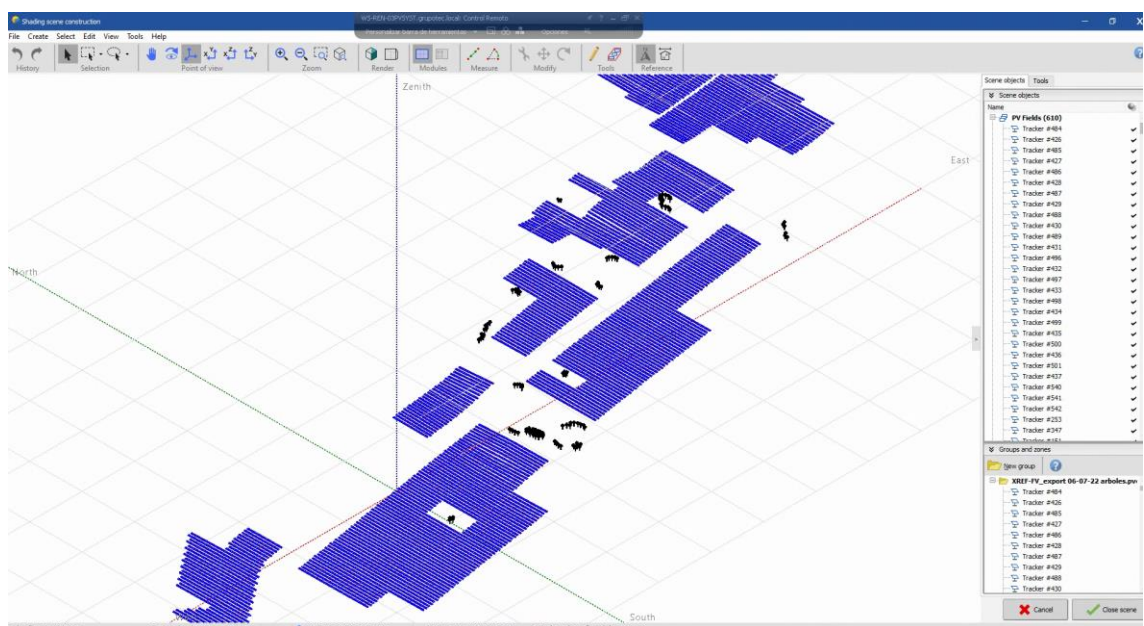 Shading scene construction
WS-REN-03PVSYST.grupotec.local: Control Remoto
Personalizar barra de herramientas
Opciones
File Create Select Edit View Tools Help
History Selection Point of view Zoom Render Modules Measure Modify Tools Reference
Zenith
East
North
South
Scene objects Tools
Scene objects
Name
PV Fields (610)
Tracker #484
Tracker #426
Tracker #485
Tracker #427
Tracker #486
Tracker #428
Tracker #487
Tracker #429
Tracker #488
Tracker #430
Tracker #489
Tracker #431
Tracker #496
Tracker #432
Tracker #497
Tracker #433
Tracker #498
Tracker #434
Tracker #499
Tracker #435
Tracker #500
Tracker #436
Tracker #501
Tracker #437
Tracker #540
Tracker #541
Tracker #542
Tracker #253
Tracker #347
Groups and zones
New group
XREF-FV_export 06-07-22 arboles.pv
Tracker #484
Tracker #426
Tracker #485
Tracker #427
Tracker #486
Tracker #428
Tracker #487
Tracker #429
Tracker #488
Tracker #430
Cancel
Close scene